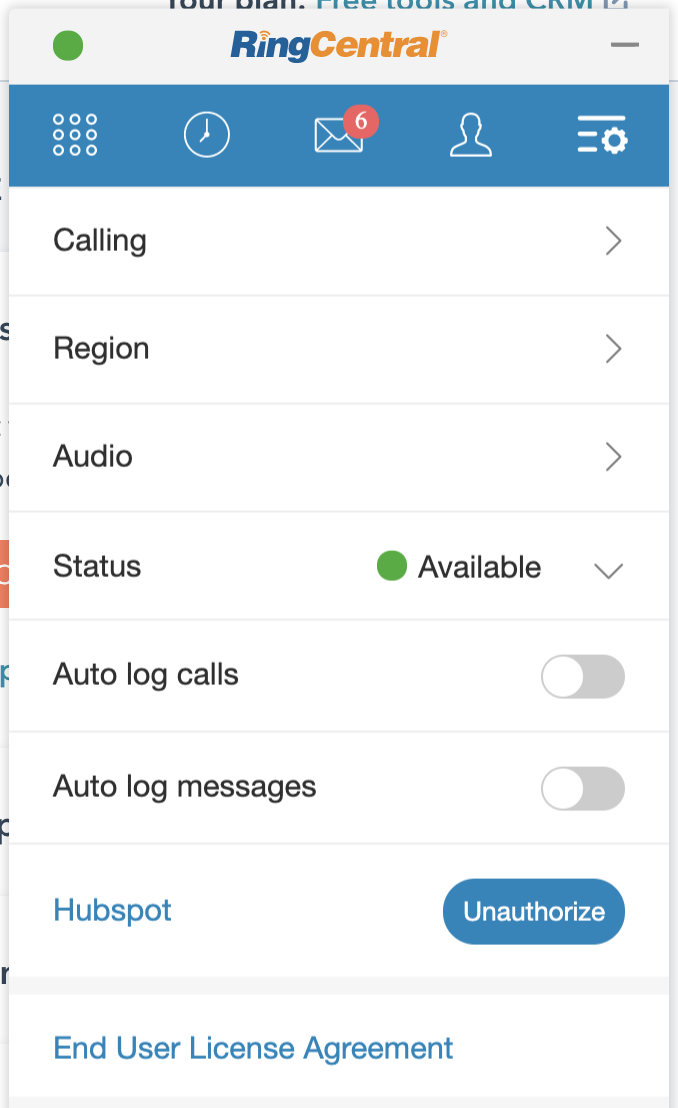 Your plan: Free tools and CRM
RingCentral®
6
Calling
Region
Audio
Status Available
Auto log calls
Auto log messages
Hubspot Unauthorize
End User License Agreement